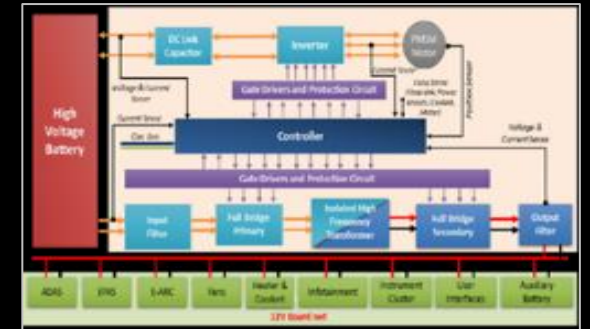 DC Link
Capacitor
Inverter
PMSM
Motor
Voltage & Current
Sense
Current Sense
Position Sensor
Gate Drivers and Protection Circuit
High
Voltage
Battery
Current Sense
Controller
Voltage &
Current Sense
Gate Drivers and Protection Circuit
Input
Filter
Full Bridge
Primary
Isolated High
Frequency
Transformer
Full Bridge
Secondary
Output
Filter
ADAS
EPAS
E-ARC
Fans
Heater &
Coolant
Infotainment
Instrument
Cluster
User
Interfaces
Auxiliary
Battery
12V Board net